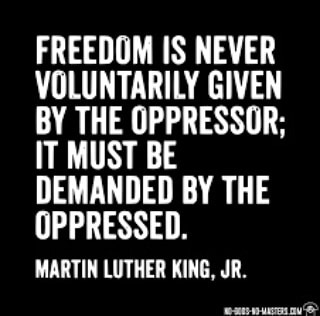 FREEDOM IS NEVER
VOLUNTARILY GIVEN
BY THE OPPRESSOR;
IT MUST BE
DEMANDED BY THE
OPPRESSED.
MARTIN LUTHER KING, JR.
NO-GODS-NO-MASTERS.COM